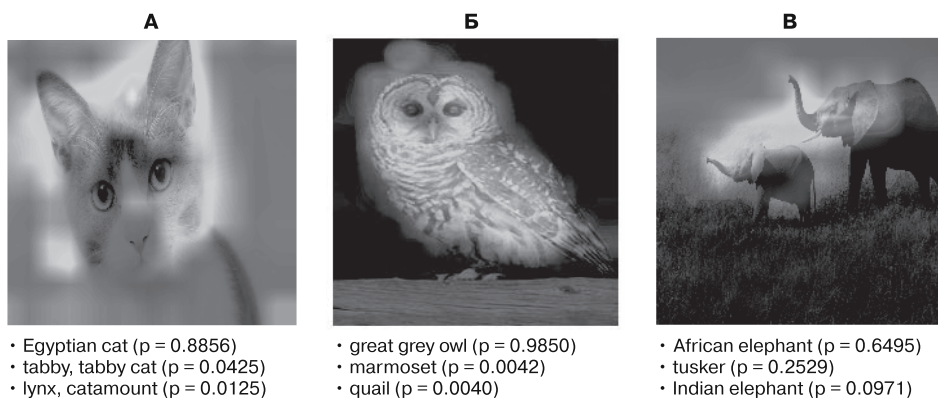 А
Б
В
• Egyptian cat (p = 0.8856)
• tabby, tabby cat (p = 0.0425)
• lynx, catamount (p = 0.0125)
• great grey owl (p = 0.9850)
• marmoset (p = 0.0042)
• quail (p = 0.0040)
• African elephant (p = 0.6495)
• tusker (p = 0.2529)
• Indian elephant (p = 0.0971)